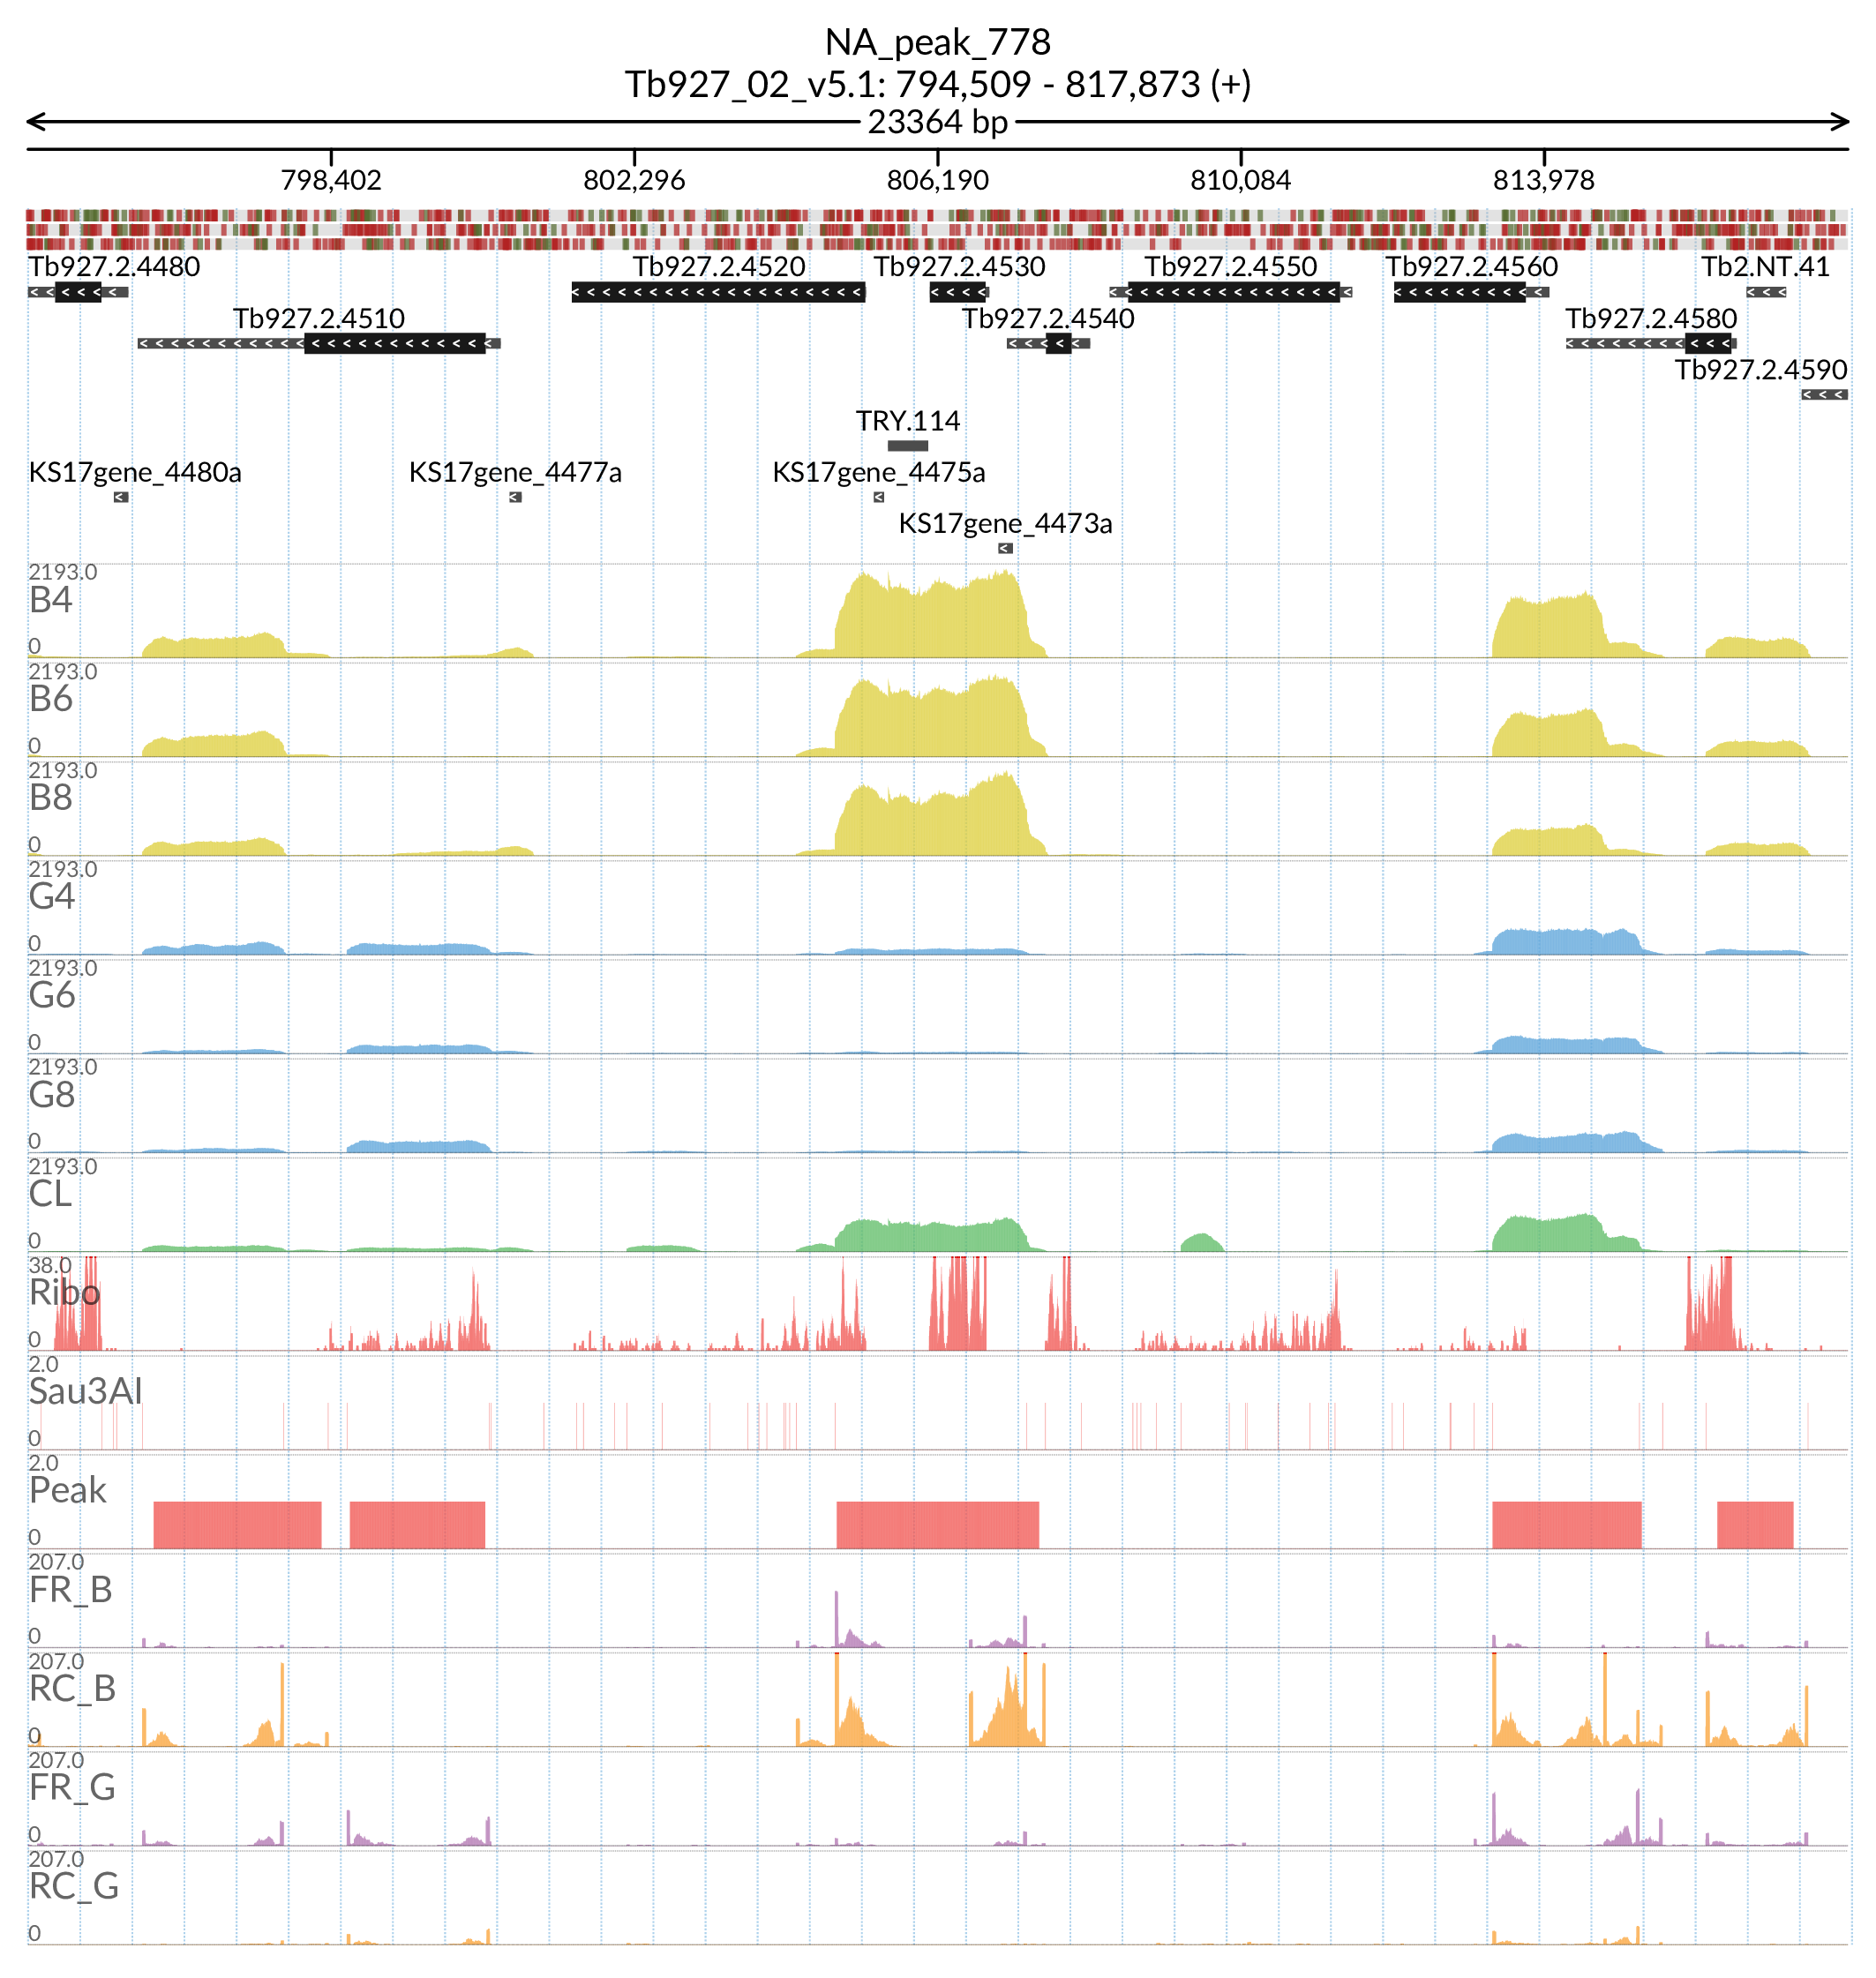 NA_peak_778
Tb927_02_v5.1: 794,509 - 817,873 (+)
23364 bp
798,402 802,296 806,190 810,084 813,978
Tb927.2.4480 Tb927.2.4520 Tb927.2.4530 Tb927.2.4550 Tb927.2.4560 Tb2.NT.41
Tb927.2.4510 Tb927.2.4540 Tb927.2.4580
Tb927.2.4590
TRY.114
KS17gene_4480a KS17gene_4477a KS17gene_4475a
KS17gene_4473a
2193.0
B4
0
2193.0
B6
0
2193.0
B8
0
2193.0
G4
0
2193.0
G6
0
2193.0
G8
0
2193.0
CL
0
38.0
Ribo
0
2.0
Sau3AI
0
2.0
Peak
0
207.0
FR_B
0
207.0
RC_B
0
207.0
FR_G
0
207.0
RC_G
0